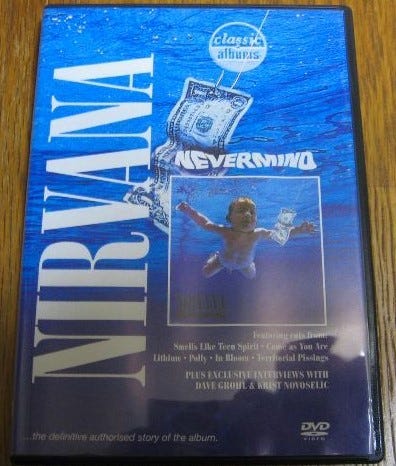 classic
albums
NIRVANA
NEVERMIND
NIRVANA
Featuring cuts from:
Smells Like Teen Spirit • Come as You Are
Lithium • Polly • In Bloom • Territorial Pissings
PLUS EXCLUSIVE INTERVIEWS WITH
DAVE GROHL & KRIST NOVOSELIC
...the definitive authorised story of the album.
DVD
VIDEO